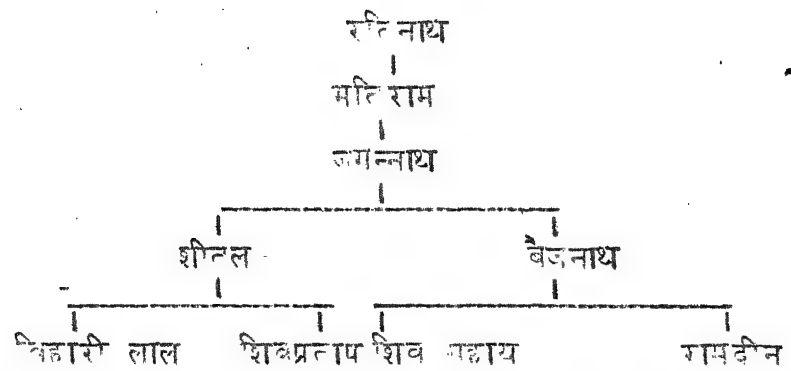 रति नाथ
मतिराम
जगन्नाथ
शीतल बैजनाथ
बिहारी लाल शिवप्रताप शिव सहाय रामदीन